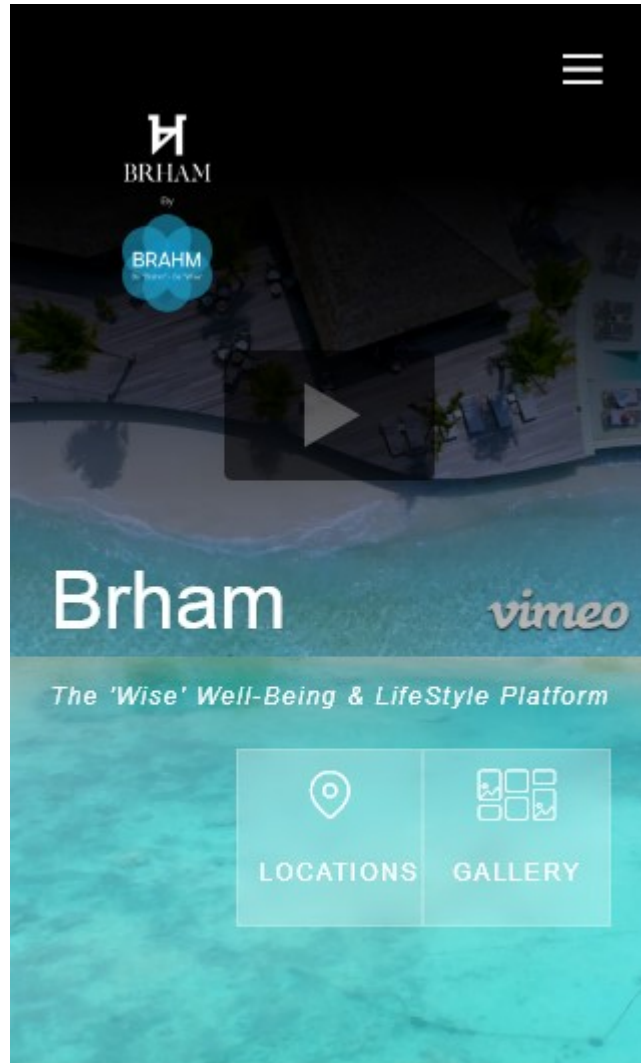 BRHAM
By
BRAHM
Brham
vimeo
The 'Wise' Well-Being & LifeStyle Platform
LOCATIONS GALLERY